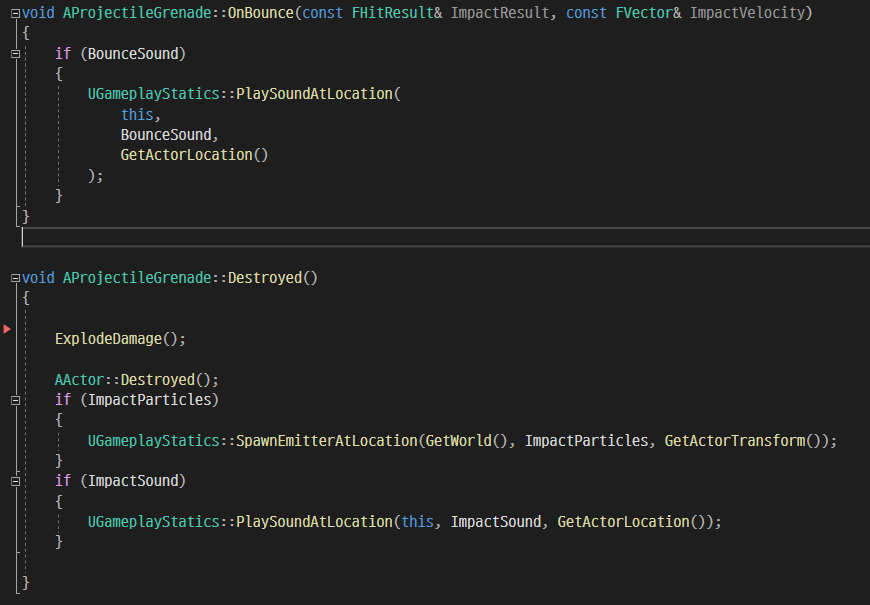 void AProjectileGrenade::OnBounce(const FHitResult& ImpactResult, const FVector& ImpactVelocity)
{
    if (BounceSound)
    {
        UGameplayStatics::PlaySoundAtLocation(
            this,
            BounceSound,
            GetActorLocation()
        );
    }
}
void AProjectileGrenade::Destroyed()
{
    ExplodeDamage();
    AActor::Destroyed();
    if (ImpactParticles)
    {
        UGameplayStatics::SpawnEmitterAtLocation(GetWorld(), ImpactParticles, GetActorTransform());
    }
    if (ImpactSound)
    {
        UGameplayStatics::PlaySoundAtLocation(this, ImpactSound, GetActorLocation());
    }
}